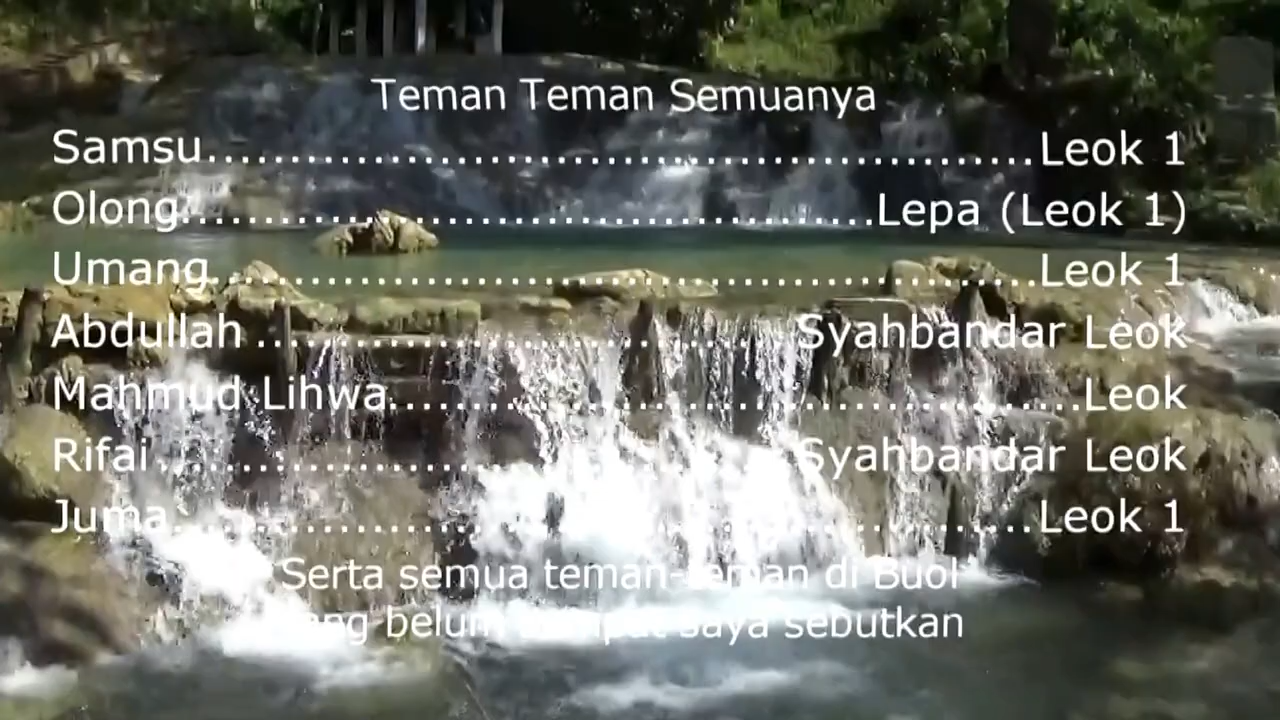 Teman Teman Semuanya
Samsu..................................................Leok 1
Olong.........................................Lepa (Leok 1)
Umang..................................................Leok 1
Abdullah .................................Syahbandar Leok
Mahmud Lihwa..........................................Leok
Rifai.......................................Syahbandar Leok
Juma....................................................Leok 1
Serta semua teman-teman di Buol
yang belum sempat saya sebutkan